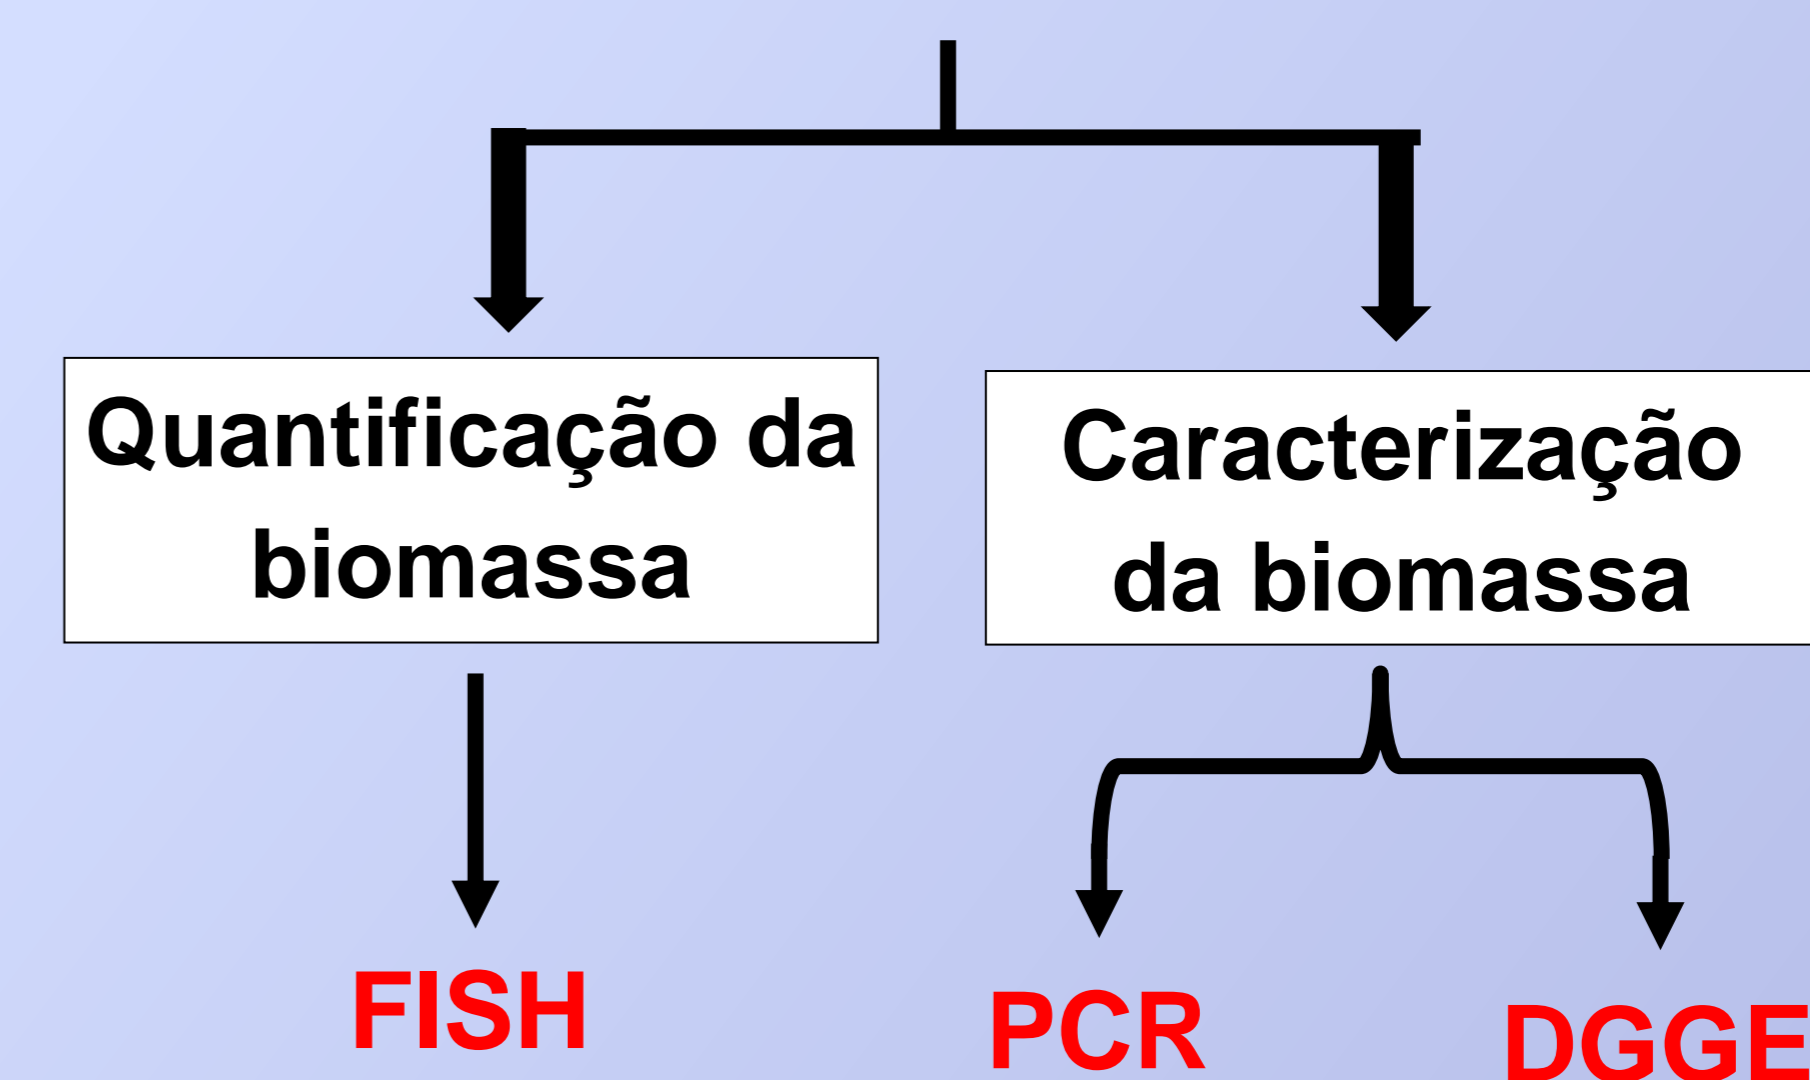 Quantificação da
biomassa
Caracterização
da biomassa
FISH
PCR
DGGE